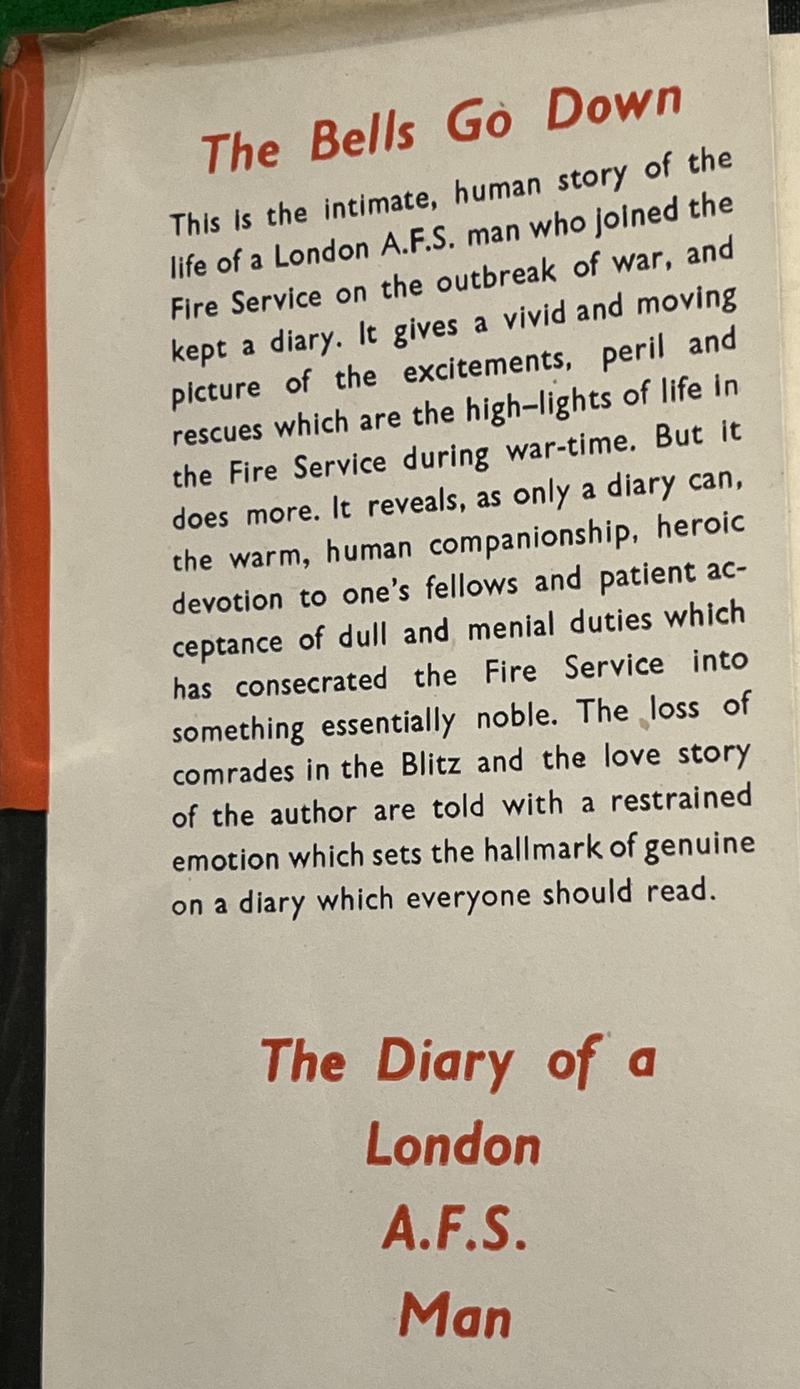 The Bells Go Down
This is the intimate, human story of the
life of a London A.F.S. man who joined the
Fire Service on the outbreak of war, and
kept a diary. It gives a vivid and moving
picture of the excitements, peril and
rescues which are the high-lights of life in
the Fire Service during war-time. But it
does more. It reveals, as only a diary can,
the warm, human companionship, heroic
devotion to one's fellows and patient ac-
ceptance of dull and menial duties which
has consecrated the Fire Service into
something essentially noble. The loss of
comrades in the Blitz and the love story
of the author are told with a restrained
emotion which sets the hallmark of genuine
on a diary which everyone should read.
The Diary of a
London
A.F.S.
Man